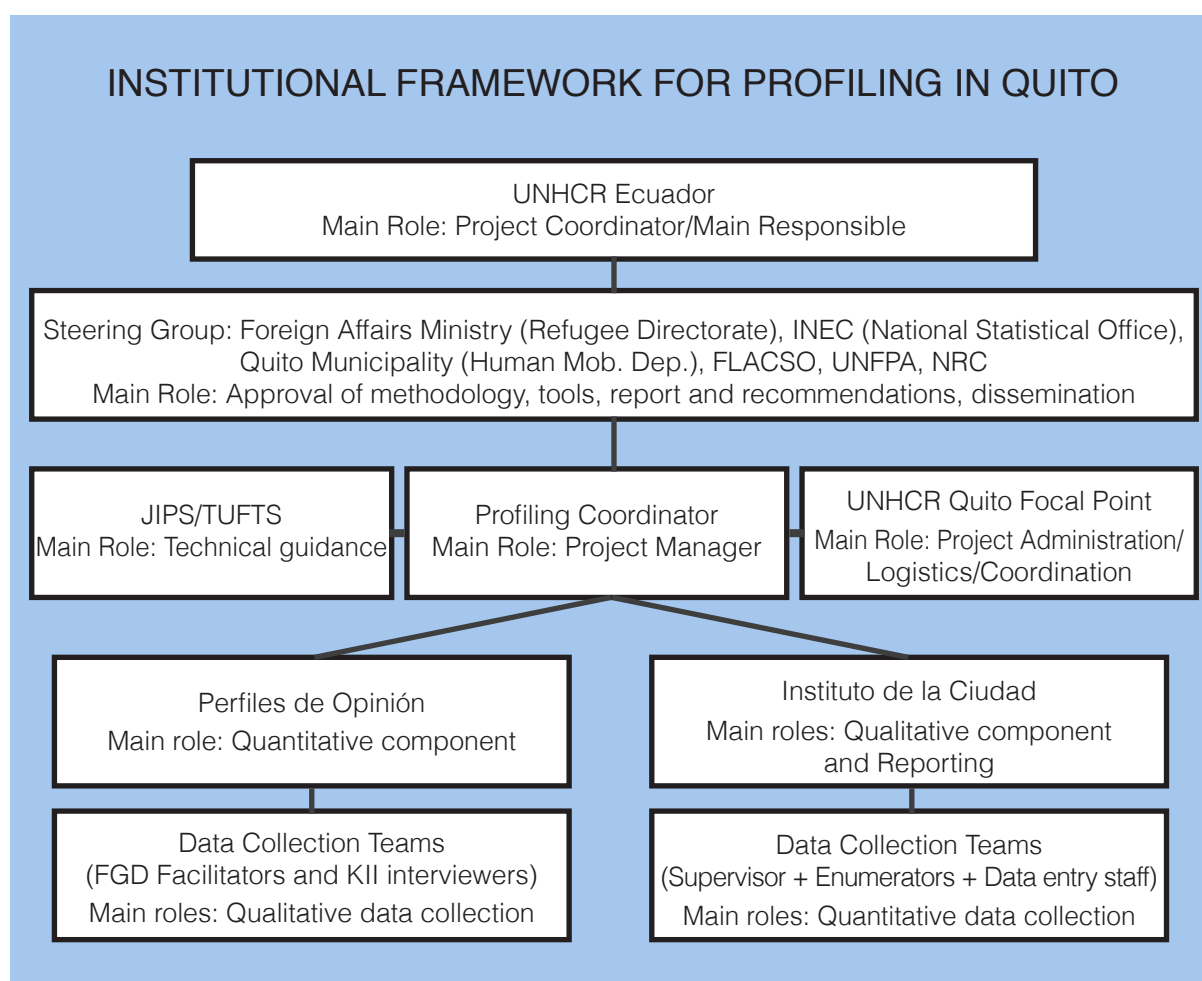 INSTITUTIONAL FRAMEWORK FOR PROFILING IN QUITO
UNHCR Ecuador
Main Role: Project Coordinator/Main Responsible
Steering Group: Foreign Affairs Ministry (Refugee Directorate), INEC (National Statistical Office),
Quito Municipality (Human Mob. Dep.), FLACSO, UNFPA, NRC
Main Role: Approval of methodology, tools, report and recommendations, dissemination
JIPS/TUFTS
Main Role: Technical guidance
Profiling Coordinator
Main Role: Project Manager
UNHCR Quito Focal Point
Main Role: Project Administration/
Logistics/Coordination
Perfiles de Opinión
Main role: Quantitative component
Instituto de la Ciudad
Main roles: Qualitative component
and Reporting
Data Collection Teams
(FGD Facilitators and KII interviewers)
Main roles: Qualitative data collection
Data Collection Teams
(Supervisor + Enumerators + Data entry staff)
Main roles: Quantitative data collection